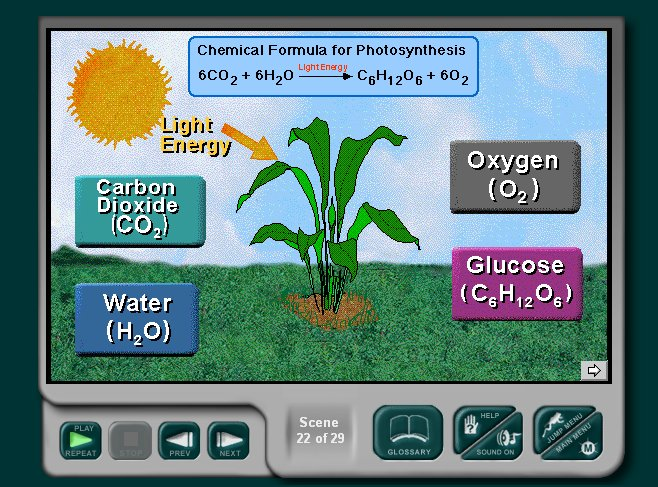 Chemical Formula for Photosynthesis
Light Energy
6CO₂ + 6H₂O → C₆H₁₂O₆ + 6O₂
Light
Energy
Carbon
Dioxide
(CO₂)
Oxygen
(O₂)
Water
(H₂O)
Glucose
(C₆H₁₂O₆)
PLAY
REPEAT
STOP
PREV
NEXT
Scene
22 of 29
GLOSSARY
HELP
SOUND ON
JUMP MENU
MAIN MENU
M